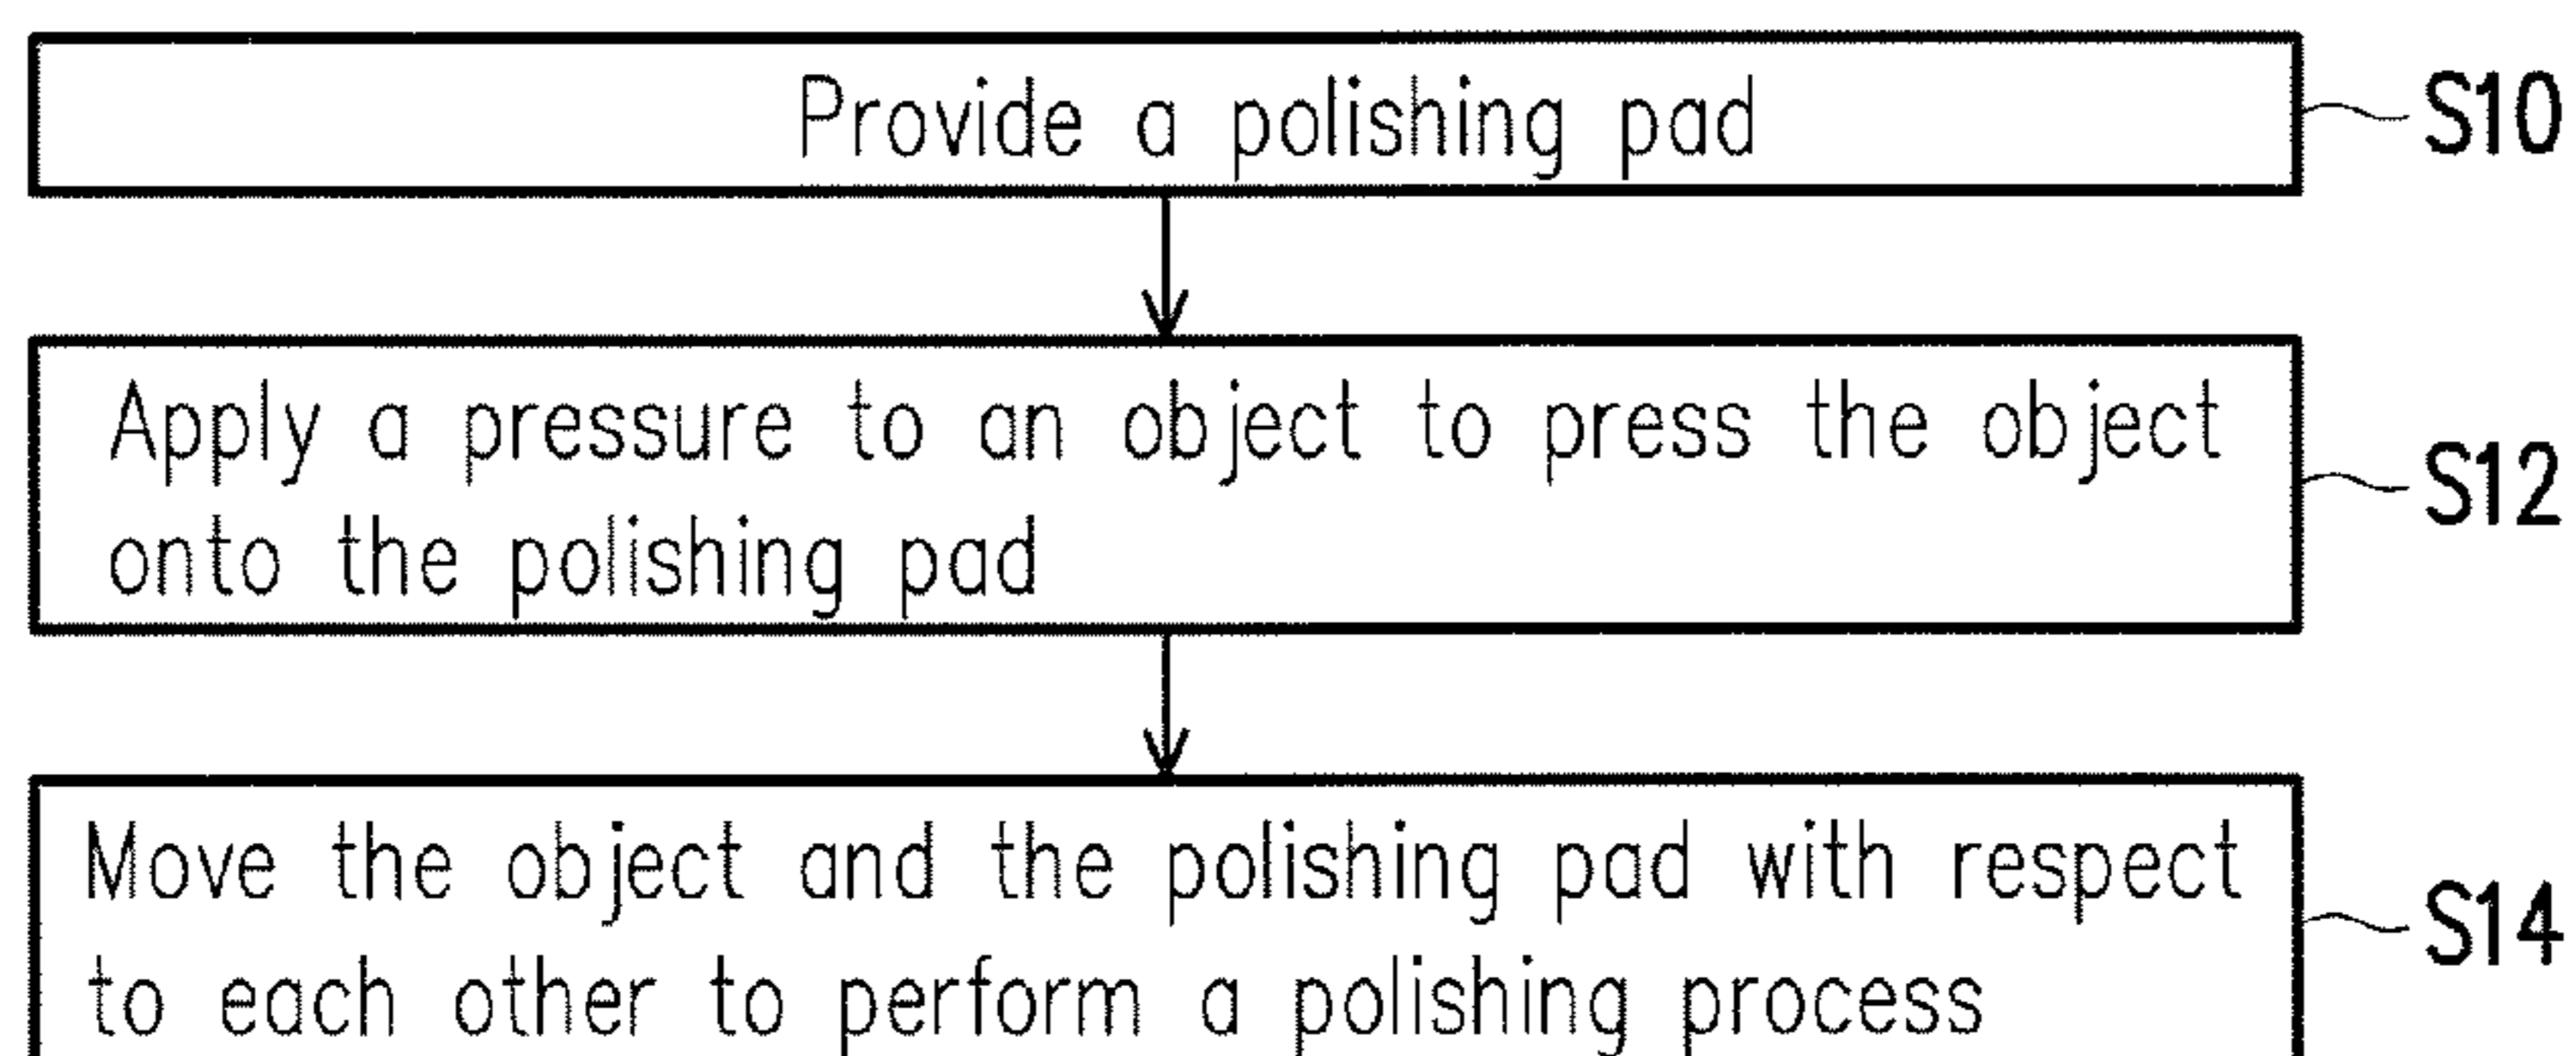 Provide a polishing pad
S10
Apply a pressure to an object to press the object
onto the polishing pad
S12
Move the object and the polishing pad with respect
to each other to perform a polishing process
S14